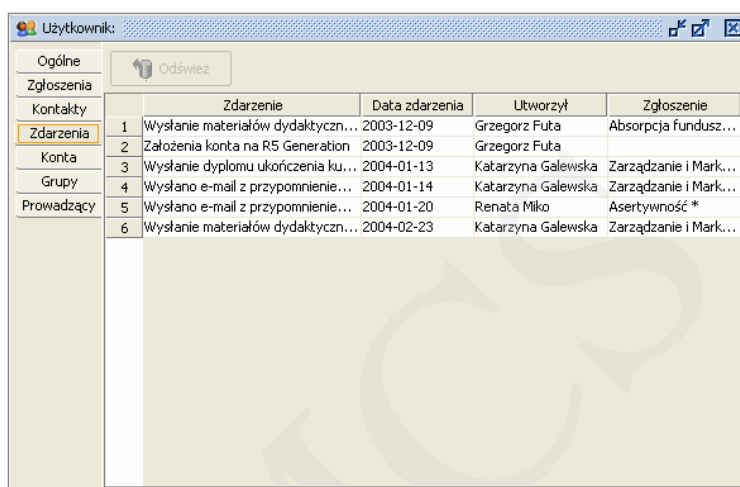 Użytkownik:
Ogólne
Zgłoszenia
Kontakty
Zdarzenia
Konta
Grupy
Prowadzący
Odśwież
Zdarzenie Data zdarzenia Utworzył Zgłoszenie
1 Wysłanie materiałów dydaktyczn... 2003-12-09 Grzegorz Futa Absorpcja fundusz...
2 Założenia konta na R5 Generation 2003-12-09 Grzegorz Futa
3 Wysłanie dyplomu ukończenia ku... 2004-01-13 Katarzyna Galewska Zarządzanie i Mark...
4 Wysłano e-mail z przypomnienie... 2004-01-14 Katarzyna Galewska Zarządzanie i Mark...
5 Wysłano e-mail z przypomnienie... 2004-01-20 Renata Miko Asertywność *
6 Wysłanie materiałów dydaktyczn... 2004-02-23 Katarzyna Galewska Zarządzanie i Mark...